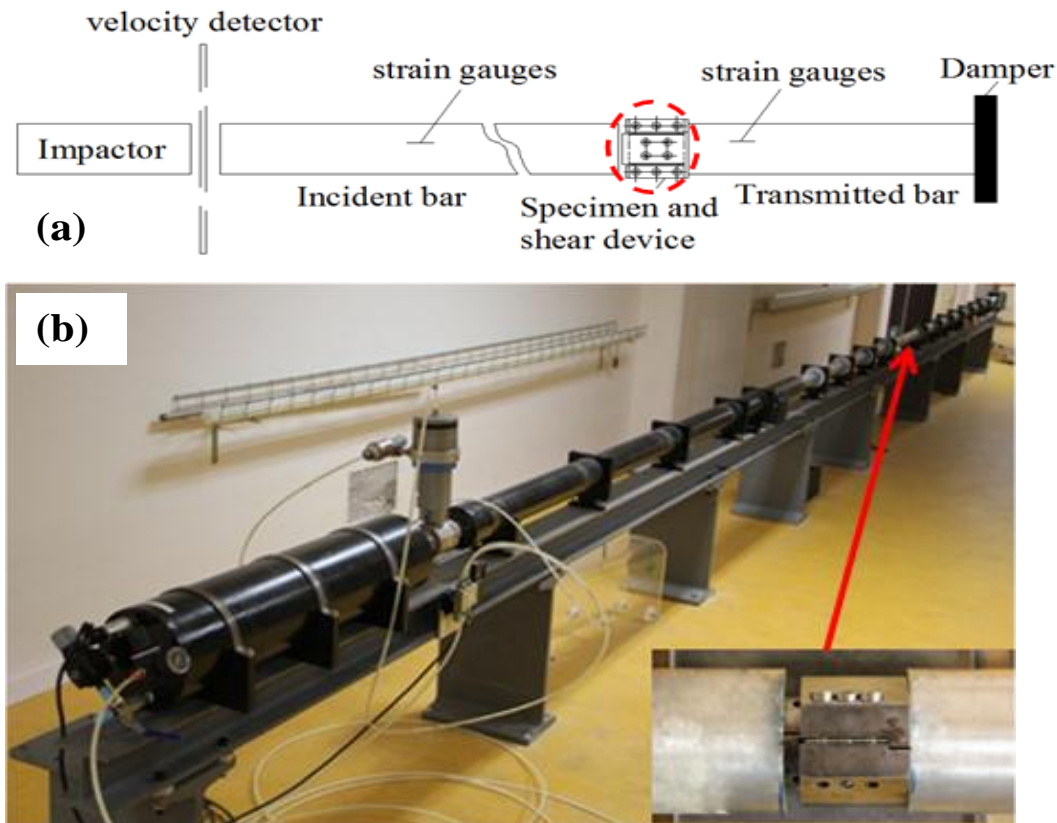 velocity detector
strain gauges
strain gauges
Damper
Impactor
Incident bar
Specimen and
shear device
Transmitted bar
(a)
(b)